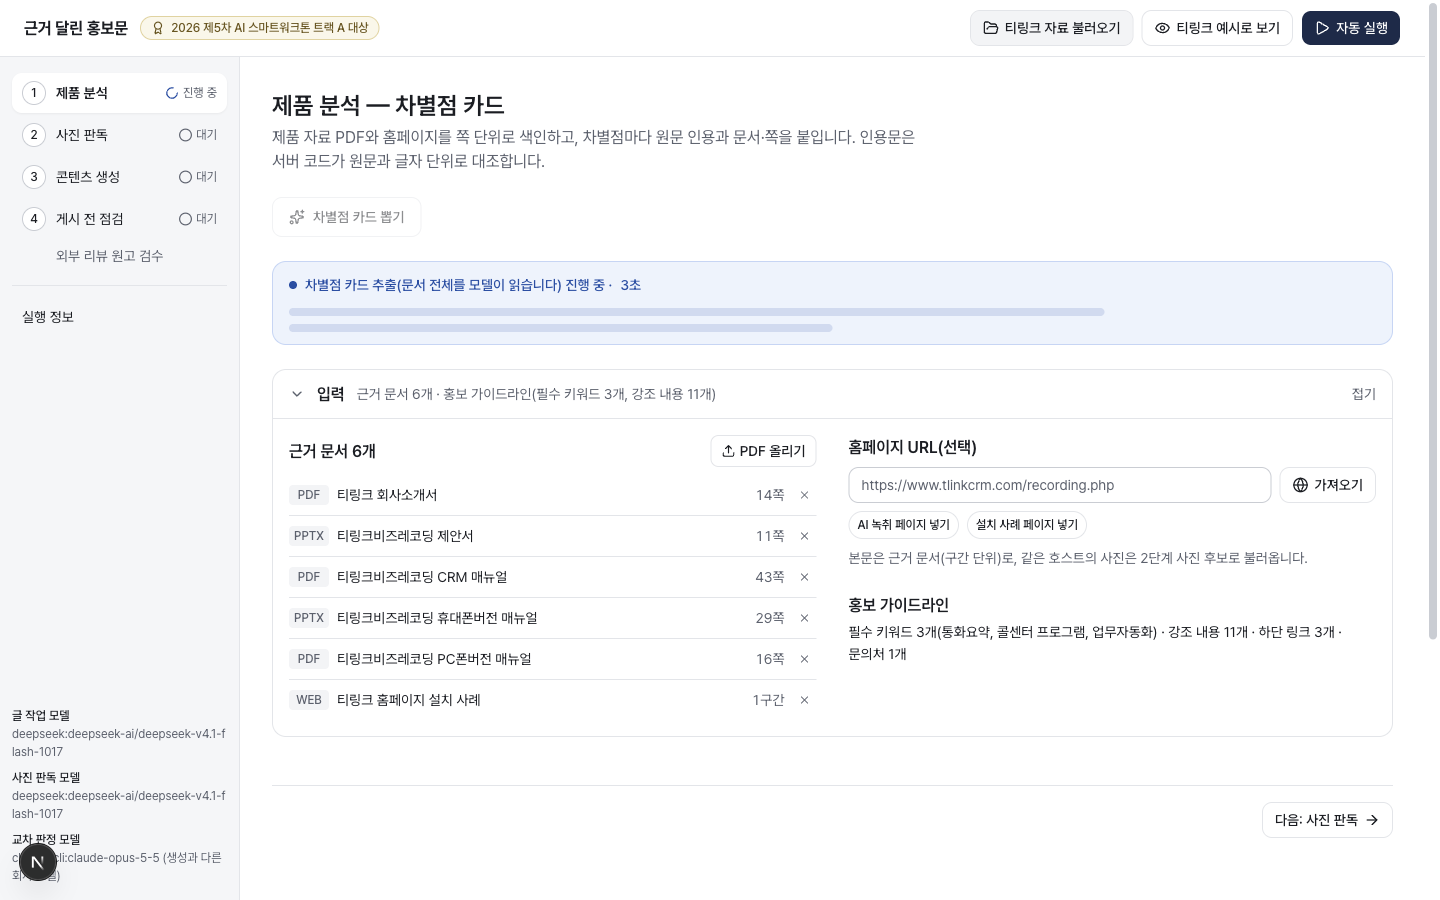 근거 달린 홍보문
2026 제5차 AI 스마트워크톤 트랙 A 대상
티링크 자료 불러오기
티링크 예시로 보기
자동 실행
1 제품 분석 진행 중
2 사진 판독 대기
3 콘텐츠 생성 대기
4 게시 전 점검 대기
외부 리뷰 원고 검수
실행 정보
글 작업 모델
deepseek:deepseek-ai/deepseek-v4.1-f
lash-1017
사진 판독 모델
deepseek:deepseek-ai/deepseek-v4.1-f
lash-1017
교차 판정 모델
cli:claude-opus-5-5 (생성과 다른
N
제품 분석 — 차별점 카드
제품 자료 PDF와 홈페이지를 쪽 단위로 색인하고, 차별점마다 원문 인용과 문서·쪽을 붙입니다. 인용문은
서버 코드가 원문과 글자 단위로 대조합니다.
차별점 카드 뽑기
차별점 카드 추출(문서 전체를 모델이 읽습니다) 진행 중 · 3초
입력 근거 문서 6개 · 홍보 가이드라인(필수 키워드 3개, 강조 내용 11개) 접기
근거 문서 6개
PDF 올리기
PDF 티링크 회사소개서 14쪽 ×
PPTX 티링크비즈레코딩 제안서 11쪽 ×
PDF 티링크비즈레코딩 CRM 매뉴얼 43쪽 ×
PPTX 티링크비즈레코딩 휴대폰버전 매뉴얼 29쪽 ×
PDF 티링크비즈레코딩 PC폰버전 매뉴얼 16쪽 ×
WEB 티링크 홈페이지 설치 사례 1구간 ×
홈페이지 URL(선택)
https://www.tlinkcrm.com/recording.php
가져오기
AI 녹취 페이지 넣기
설치 사례 페이지 넣기
본문은 근거 문서(구간 단위)로, 같은 호스트의 사진은 2단계 사진 후보로 불러옵니다.
홍보 가이드라인
필수 키워드 3개(통화요약, 콜센터 프로그램, 업무자동화) · 강조 내용 11개 · 하단 링크 3개 ·
문의처 1개
다음: 사진 판독